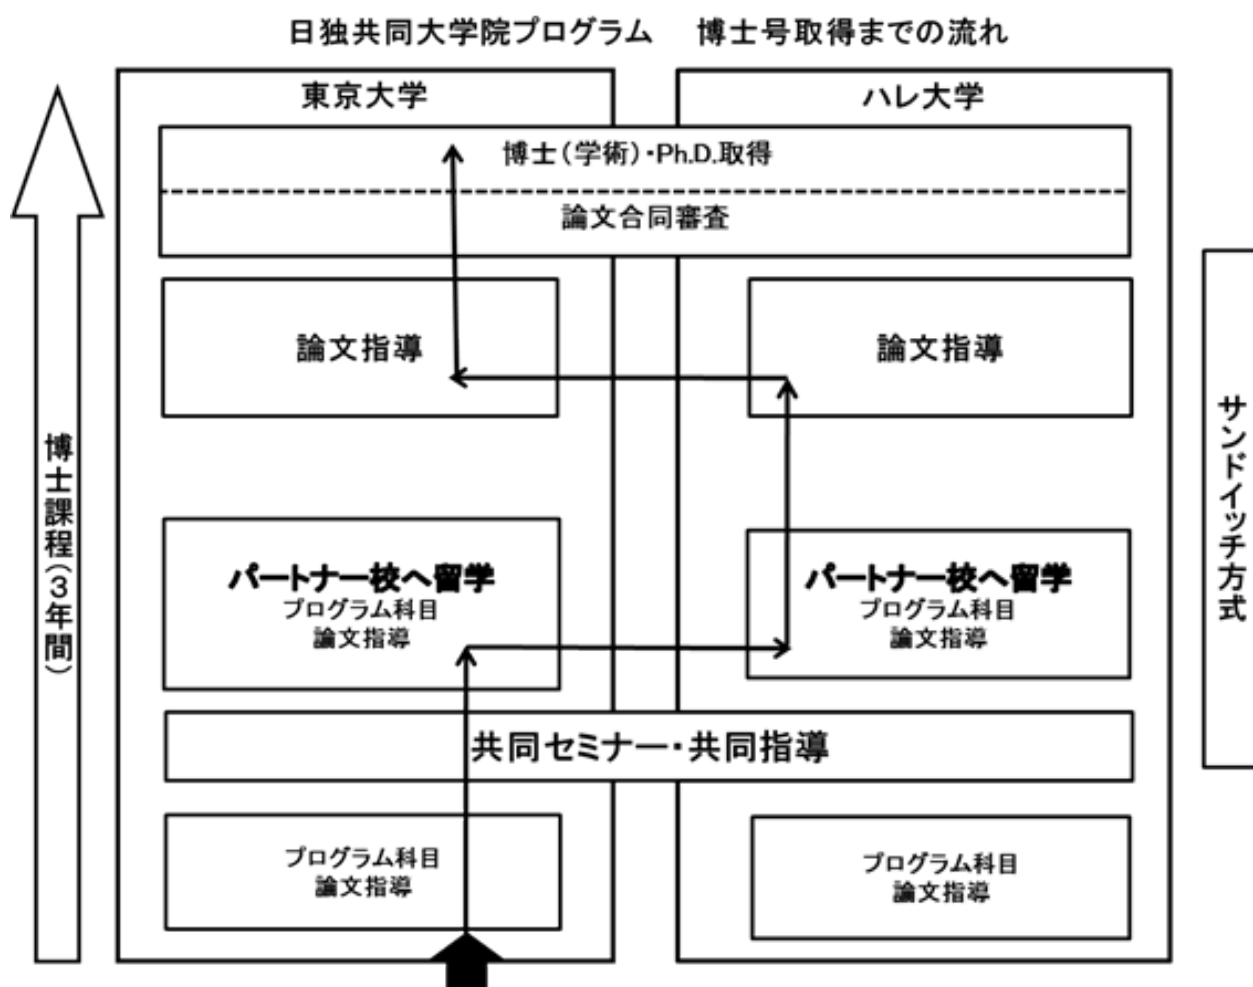 日独共同大学院プログラム 博士号取得までの流れ
東京大学
ハレ大学
博士(学術)・Ph.D.取得
論文合同審査
論文指導
論文指導
パートナー校へ留学
プログラム科目
論文指導
パートナー校へ留学
プログラム科目
論文指導
共同セミナー・共同指導
プログラム科目
論文指導
プログラム科目
論文指導
博士課程(3年間)
サンドイッチ方式